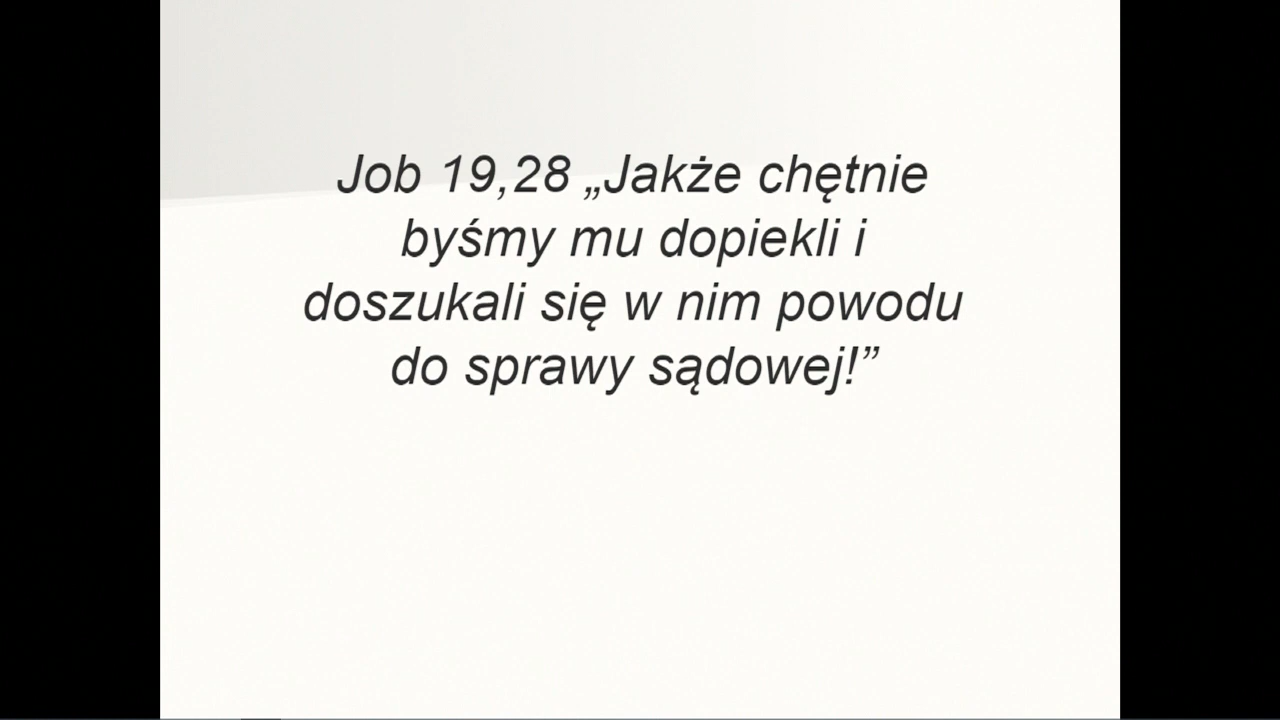 Job 19,28 „Jakże chętnie
byśmy mu dopiekli i
doszukali się w nim powodu
do sprawy sądowej!”